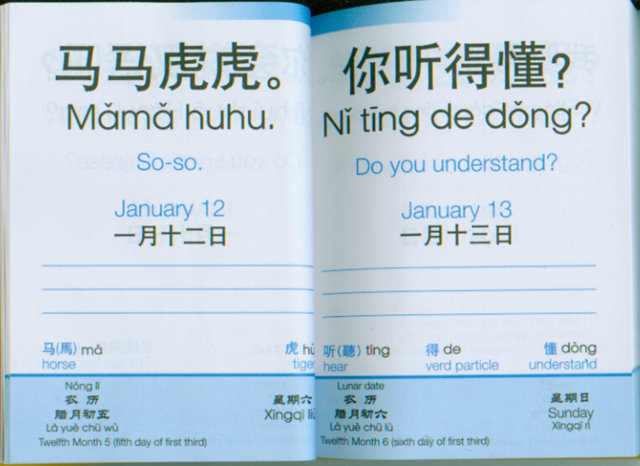 马马虎虎。
Mǎmǎ huhu.
So-so.
January 12
一月十二日
马(馬) mǎ
horse
虎 hǔ
tiger
Nóng lì
农 历
腊月初五
Là yuè chū wǔ
Twelfth Month 5 (fifth day of first third)
星期六
Xīngqī liù
你听得懂?
Nǐ tīng de dǒng?
Do you understand?
January 13
一月十三日
听(聽) tīng
hear
得 de
verd particle
懂 dǒng
understand
Lunar date
农 历
腊月初六
Là yuè chū lù
Twelfth Month 6 (sixth day of first third)
星期日
Sunday
Xīngqī rì